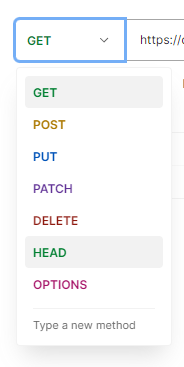 GET https://
GET
POST
PUT
PATCH
DELETE
HEAD
OPTIONS
Type a new method